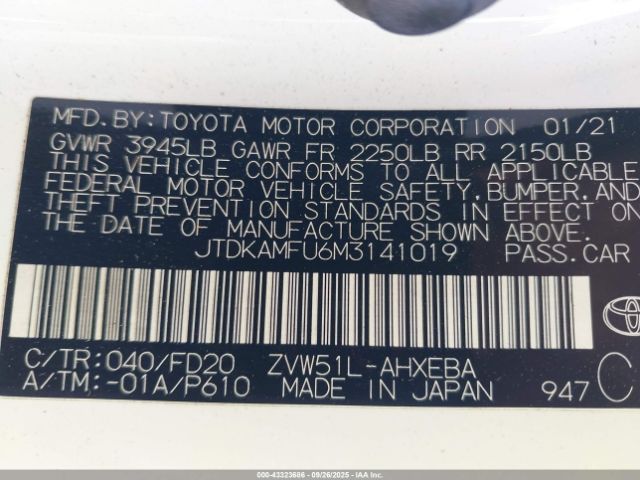 MFD.BY:TOYOTA MOTOR CORPORATION 01/21
GVWR 3945LB GAWR FR 2250LB RR 2150LB
THIS VEHICLE CONFORMS TO ALL APPLICABLE
FEDERAL MOTOR VEHICLE SAFETY,BUMPER,AND
THEFT PREVENTION STANDARDS IN EFFECT ON
THE DATE OF MANUFACTURE SHOWN ABOVE.
JTDKAMFU6M3141019 PASS.CAR
C/TR:040/FD20 ZVW51L-AHXEBA
A/TM:-01A/P610 MADE IN JAPAN 947 C
000-43323686 - 09/26/2025 - IAAI.COM